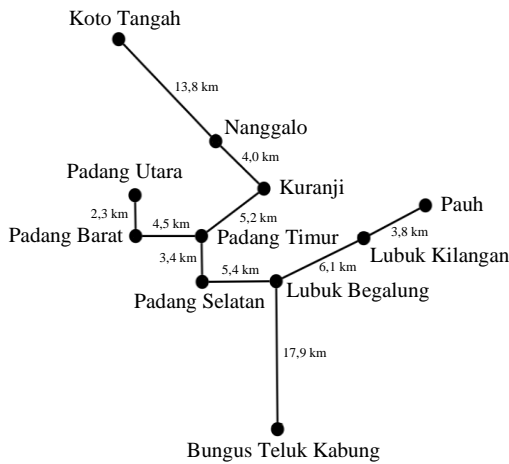 Koto Tangah
13,8 km
Nanggalo
4,0 km
Padang Utara
Kuranji
2,3 km
4,5 km
5,2 km
Pauh
Padang Barat
Padang Timur
3,8 km
3,4 km
Lubuk Kilangan
6,1 km
5,4 km
Padang Selatan
Lubuk Begalung
17,9 km
Bungus Teluk Kabung